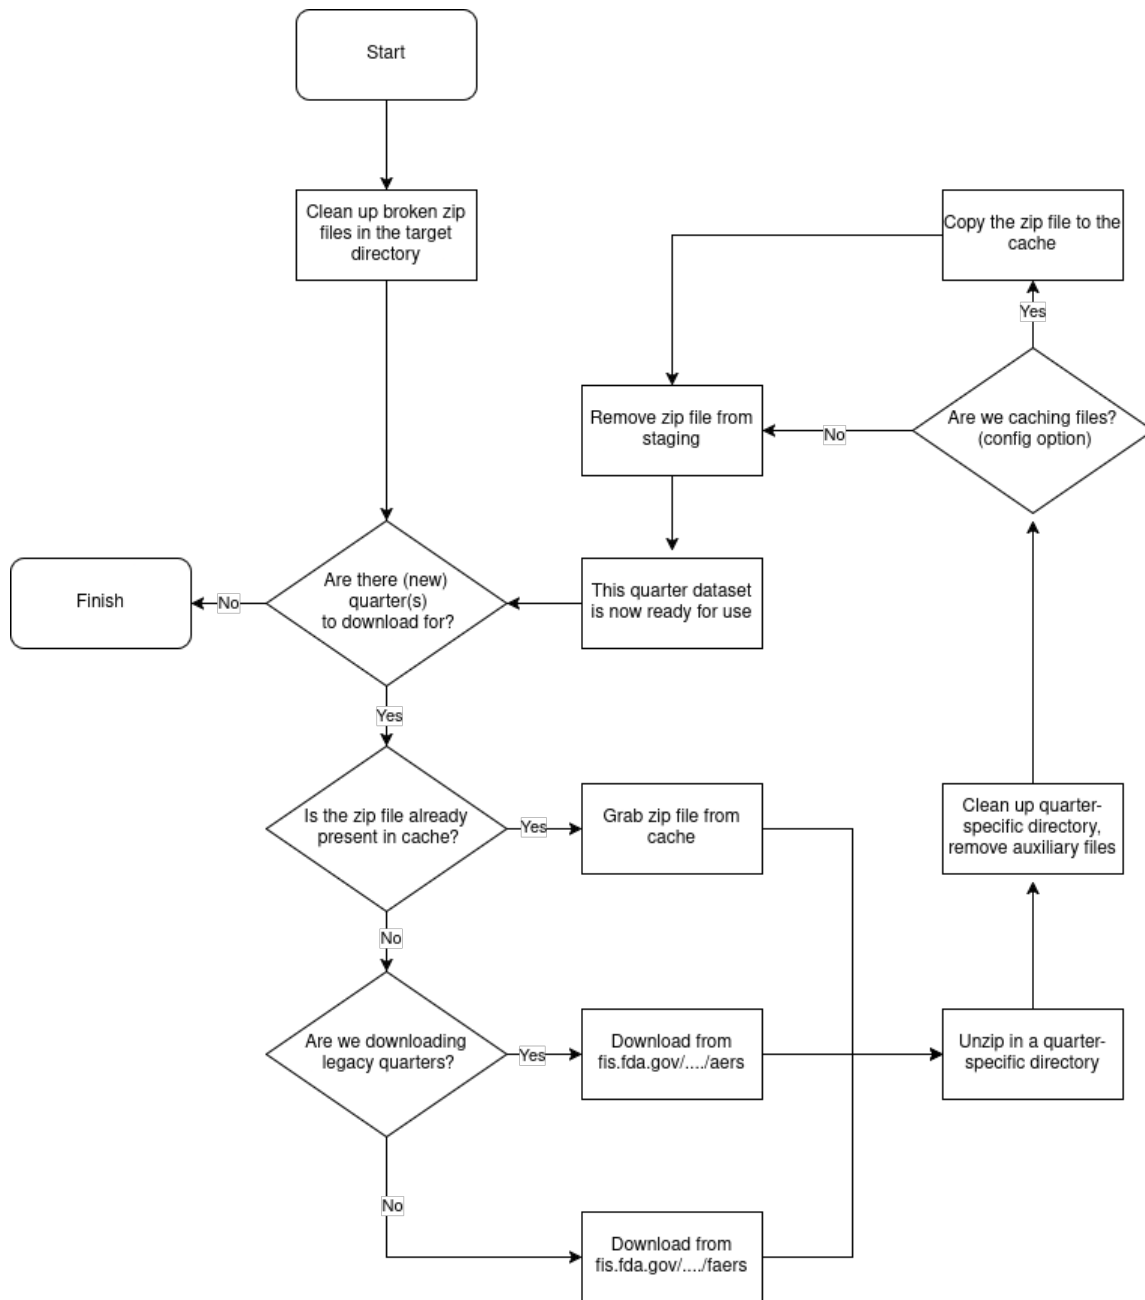 Start
Clean up broken zip
files in the target
directory
Copy the zip file to the
cache
Yes
Remove zip file from
staging
No
Are we caching files?
(config option)
Finish
No
Are there (new)
quarter(s)
to download for?
This quarter dataset
is now ready for use
Yes
Is the zip file already
present in cache?
Yes
Grab zip file from
cache
Clean up quarter-
specific directory,
remove auxiliary files
No
Are we downloading
legacy quarters?
Yes
Download from
fis.fda.gov/..../aers
Unzip in a quarter-
specific directory
No
Download from
fis.fda.gov/..../faers